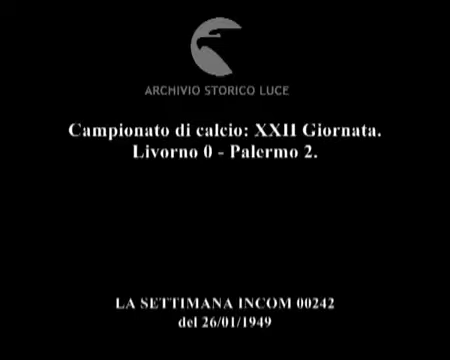 ARCHIVIO STORICO LUCE
Campionato di calcio: XXII Giornata.
Livorno 0 - Palermo 2.
LA SETTIMANA INCOM 00242
del 26/01/1949